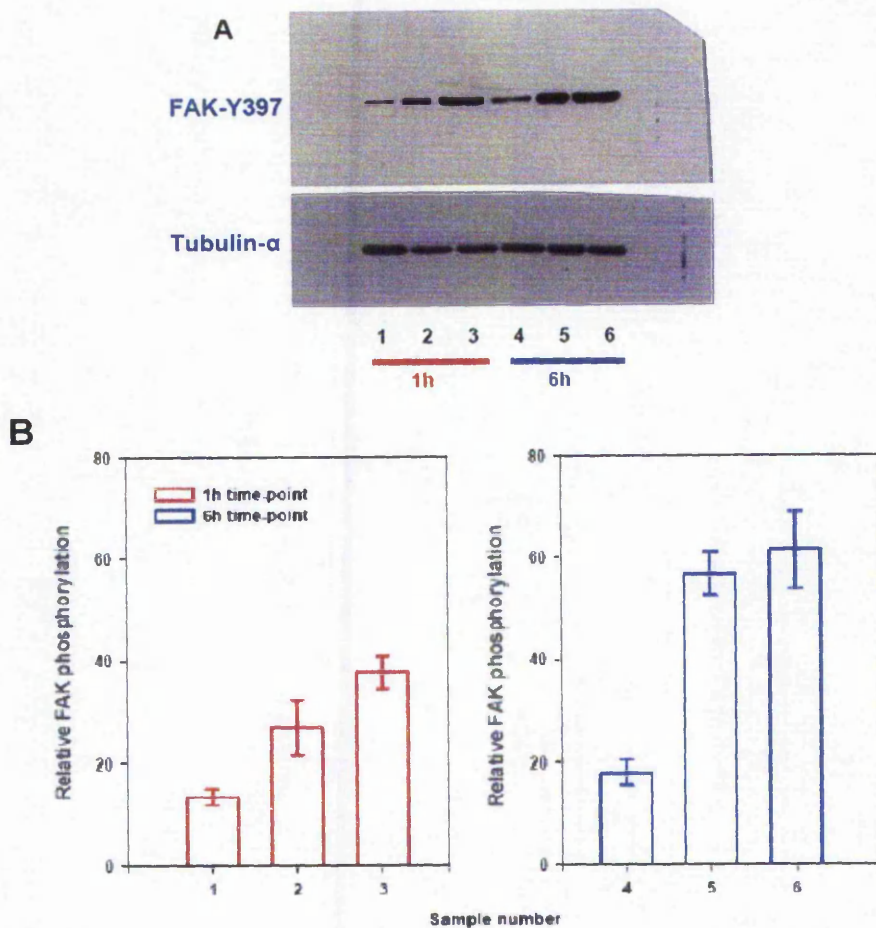 A
FAK-Y397
Tubulin-α
1 2 3 4 5 6
1h 6h
B
Relative FAK phosphorylation
80
60
40
20
0
1h time-point
6h time-point
1 2 3
Relative FAK phosphorylation
80
60
40
20
0
4 5 6
Sample number